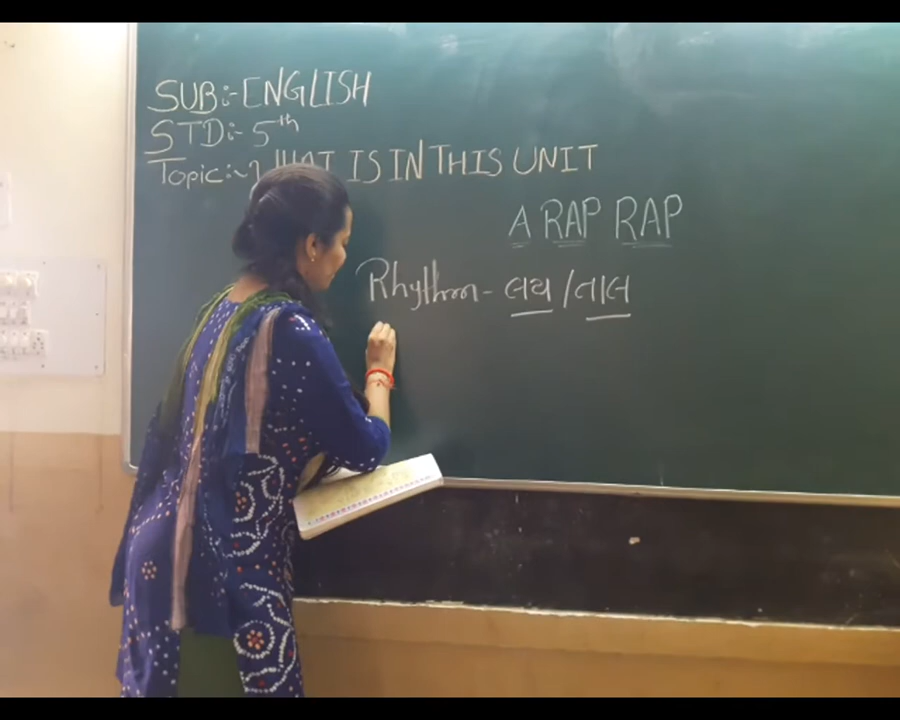 SUB:- ENGLISH
STD:- 5th
Topic:- WHAT IS IN THIS UNIT
A RAP RAP
Rhythm - લય / તાલ